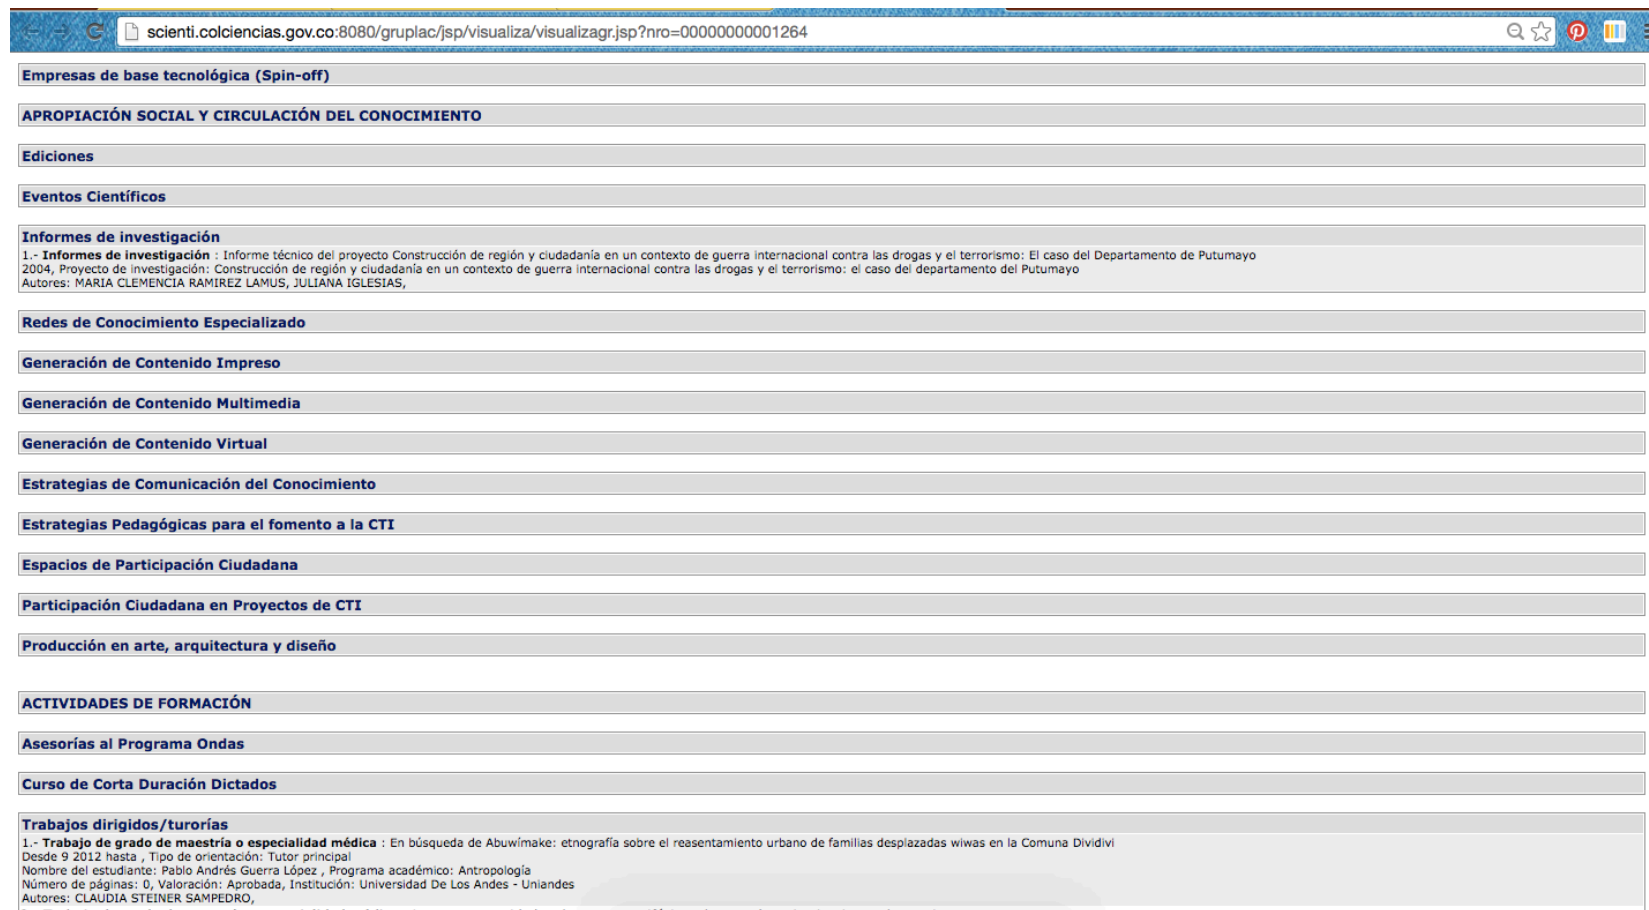 scienti.colciencias.gov.co:8080/gruplac/jsp/visualiza/visualizagr.jsp?nro=00000000001264
Empresas de base tecnológica (Spin-off)
APROPIACIÓN SOCIAL Y CIRCULACIÓN DEL CONOCIMIENTO
Ediciones
Eventos Científicos
Informes de investigación
1.- Informes de investigación : Informe técnico del proyecto Construcción de región y ciudadanía en un contexto de guerra internacional contra las drogas y el terrorismo: El caso del Departamento de Putumayo
2004, Proyecto de investigación: Construcción de región y ciudadanía en un contexto de guerra internacional contra las drogas y el terrorismo: el caso del departamento del Putumayo
Autores: MARIA CLEMENCIA RAMIREZ LAMUS, JULIANA IGLESIAS,
Redes de Conocimiento Especializado
Generación de Contenido Impreso
Generación de Contenido Multimedia
Generación de Contenido Virtual
Estrategias de Comunicación del Conocimiento
Estrategias Pedagógicas para el fomento a la CTI
Espacios de Participación Ciudadana
Participación Ciudadana en Proyectos de CTI
Producción en arte, arquitectura y diseño
ACTIVIDADES DE FORMACIÓN
Asesorías al Programa Ondas
Curso de Corta Duración Dictados
Trabajos dirigidos/turorías
1.- Trabajo de grado de maestría o especialidad médica : En búsqueda de Abuwímake: etnografía sobre el reasentamiento urbano de familias desplazadas wiwas en la Comuna Dividivi
Desde 9 2012 hasta , Tipo de orientación: Tutor principal
Nombre del estudiante: Pablo Andrés Guerra López , Programa académico: Antropología
Número de páginas: 0, Valoración: Aprobada, Institución: Universidad De Los Andes - Uniandes
Autores: CLAUDIA STEINER SAMPEDRO,